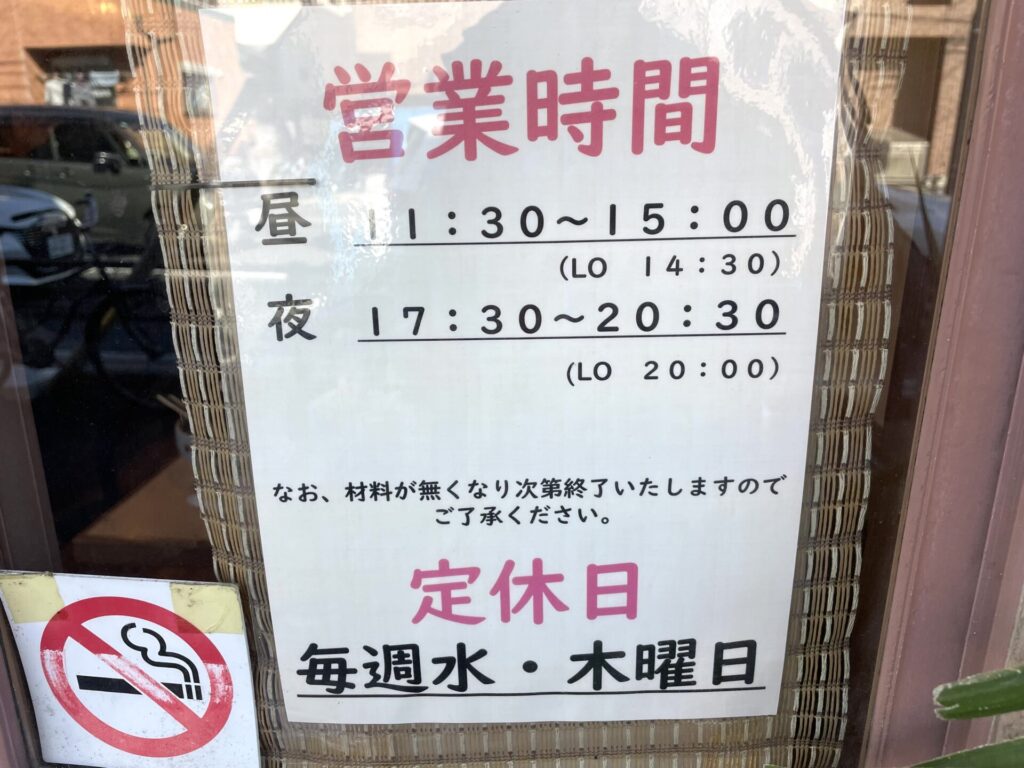 営業時間
昼 11:30~15:00
(LO 14:30)
夜 17:30~20:30
(LO 20:00)
なお、材料が無くなり次第終了いたしますので
ご了承ください。
定休日
毎週水・木曜日